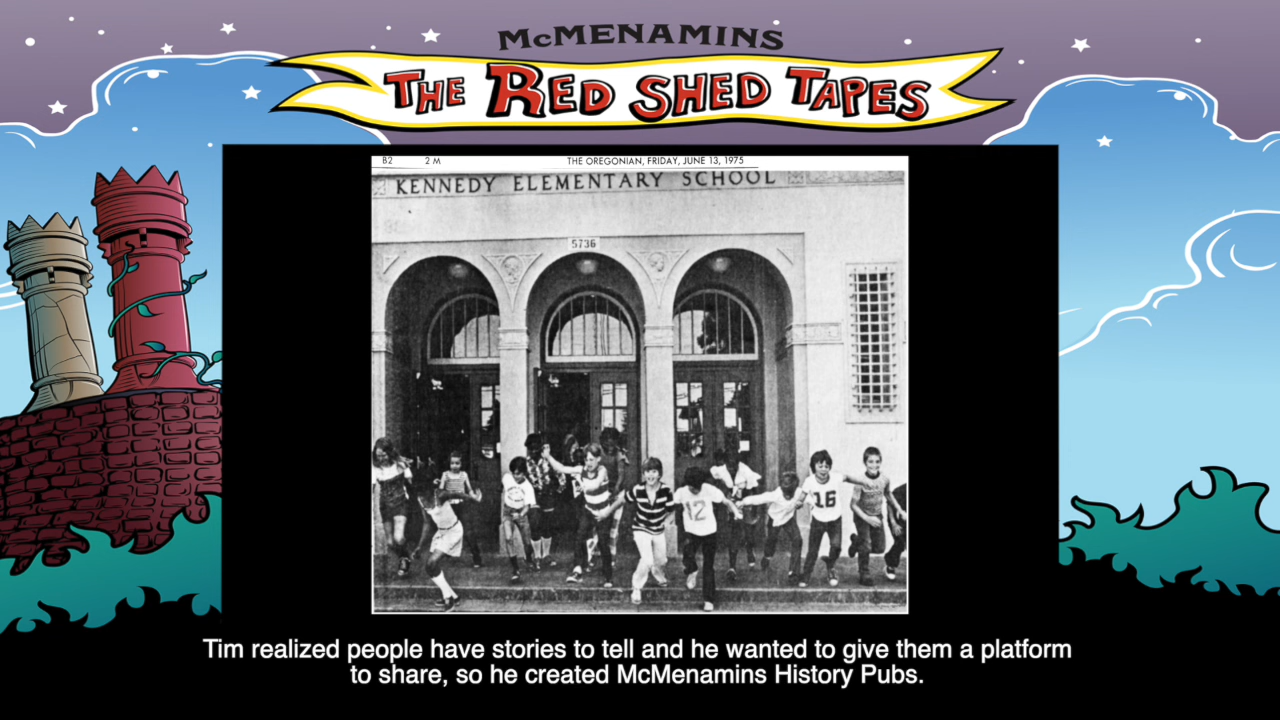 McMENAMINS
THE RED SHED TAPES
B2 2 M THE OREGONIAN, FRIDAY, JUNE 13, 1975
KENNEDY ELEMENTARY SCHOOL
5736
12
16
Tim realized people have stories to tell and he wanted to give them a platform
to share, so he created McMenamins History Pubs.